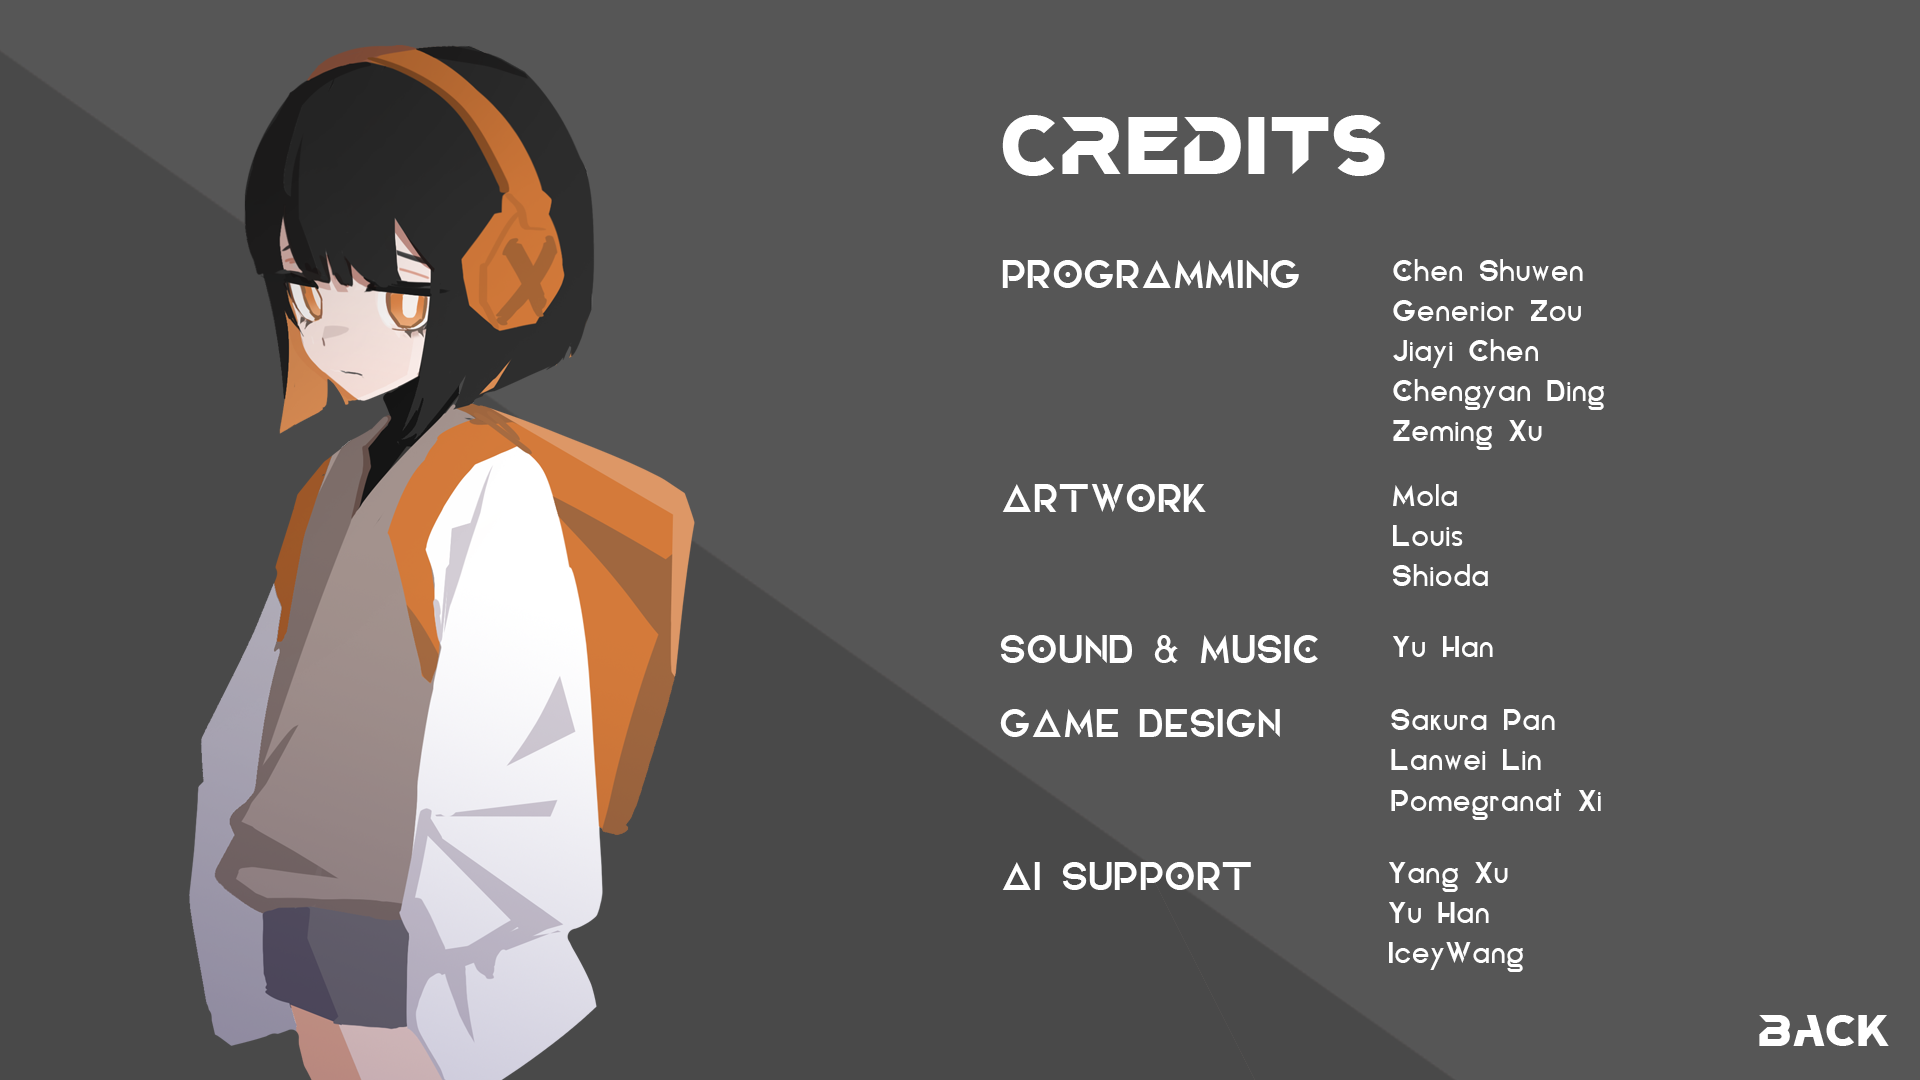 CREDITS
PROGRAMMING
Chen Shuwen
Generior Zou
Jiayi Chen
Chengyan Ding
Zeming Xu
ARTWORK
Mola
Louis
Shioda
SOUND & MUSIC
Yu Han
GAME DESIGN
Sakura Pan
Lanwei Lin
Pomegranat Xi
AI SUPPORT
Yang Xu
Yu Han
IceyWang
BACK
X